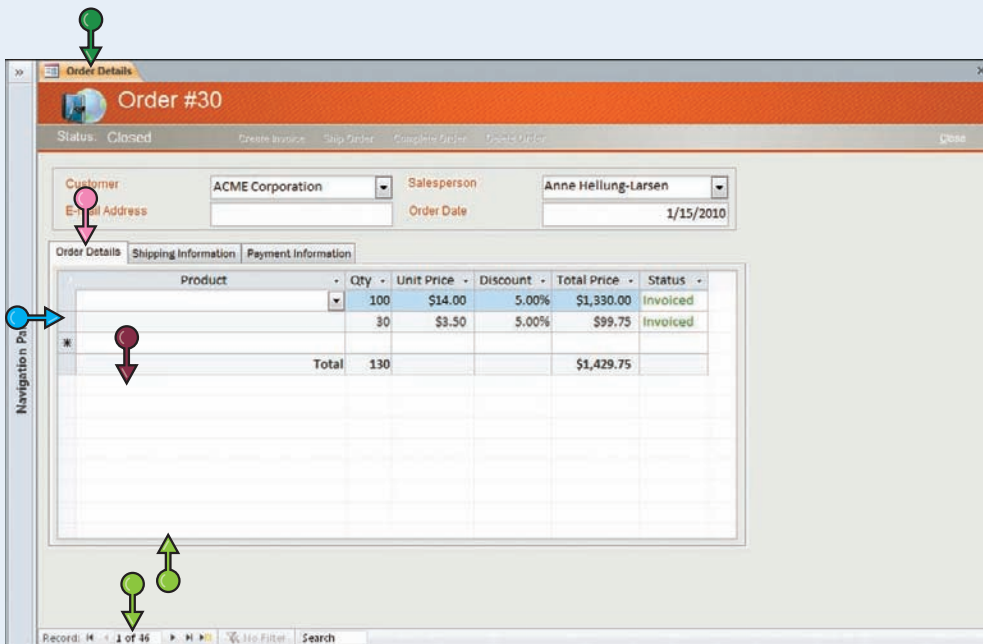 »
Order Details
×
Order #30
Status: Closed Create Invoice Ship Order Complete Order Delete Order Close
Customer ACME Corporation Salesperson Anne Hellung-Larsen
E-mail Address Order Date 1/15/2010
Order Details Shipping Information Payment Information
Product Qty Unit Price Discount Total Price Status
100 $14.00 5.00% $1,330.00 Invoiced
30 $3.50 5.00% $99.75 Invoiced
Total 130 $1,429.75
Navigation Pa
Record: 1 of 46 No Filter Search